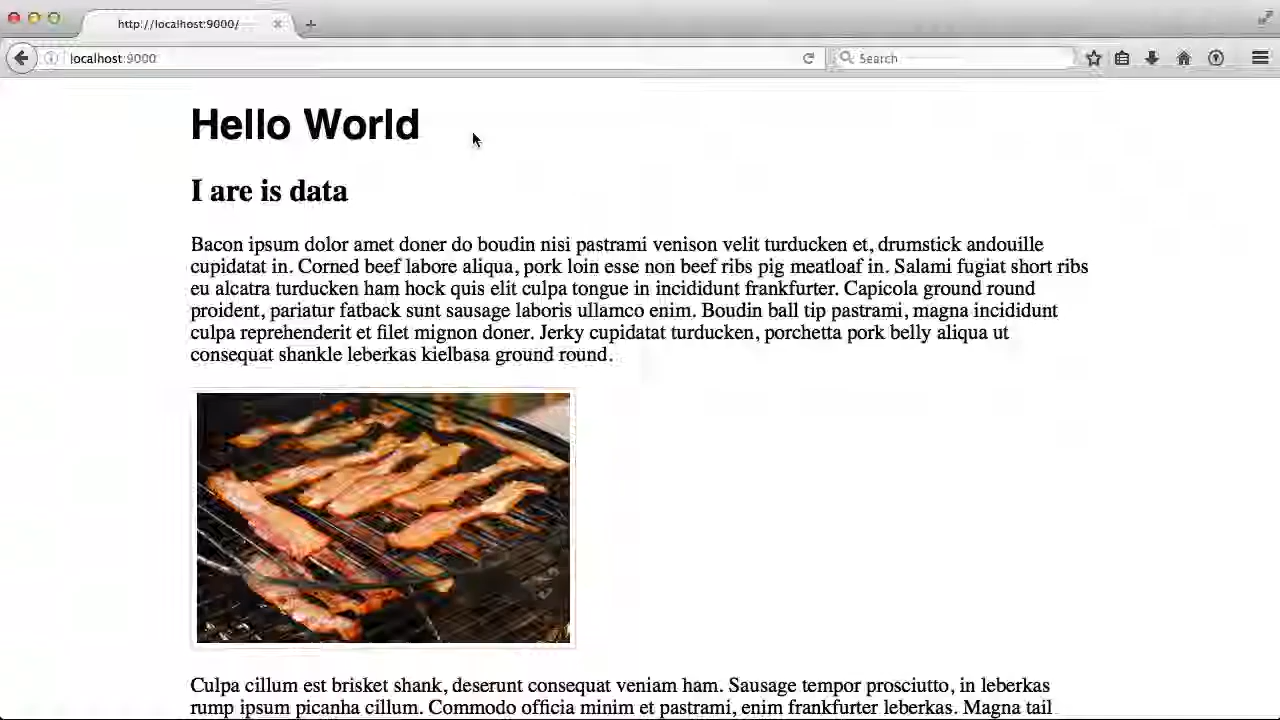 http://localhost:9000/
localhost:9000
Search
Hello World
I are is data
Bacon ipsum dolor amet doner do boudin nisi pastrami venison velit turducken et, drumstick andouille
cupidatat in. Corned beef labore aliqua, pork loin esse non beef ribs pig meatloaf in. Salami fugiat short ribs
eu alcatra turducken ham hock quis elit culpa tongue in incididunt frankfurter. Capicola ground round
proident, pariatur fatback sunt sausage laboris ullamco enim. Boudin ball tip pastrami, magna incididunt
culpa reprehenderit et filet mignon doner. Jerky cupidatat turducken, porchetta pork belly aliqua ut
consequat shankle leberkas kielbasa ground round.
Culpa cillum est brisket shank, deserunt consequat veniam ham. Sausage tempor prosciutto, in leberkas
rump ipsum picanha cillum. Commodo officia minim et pastrami, enim frankfurter leberkas. Magna tail